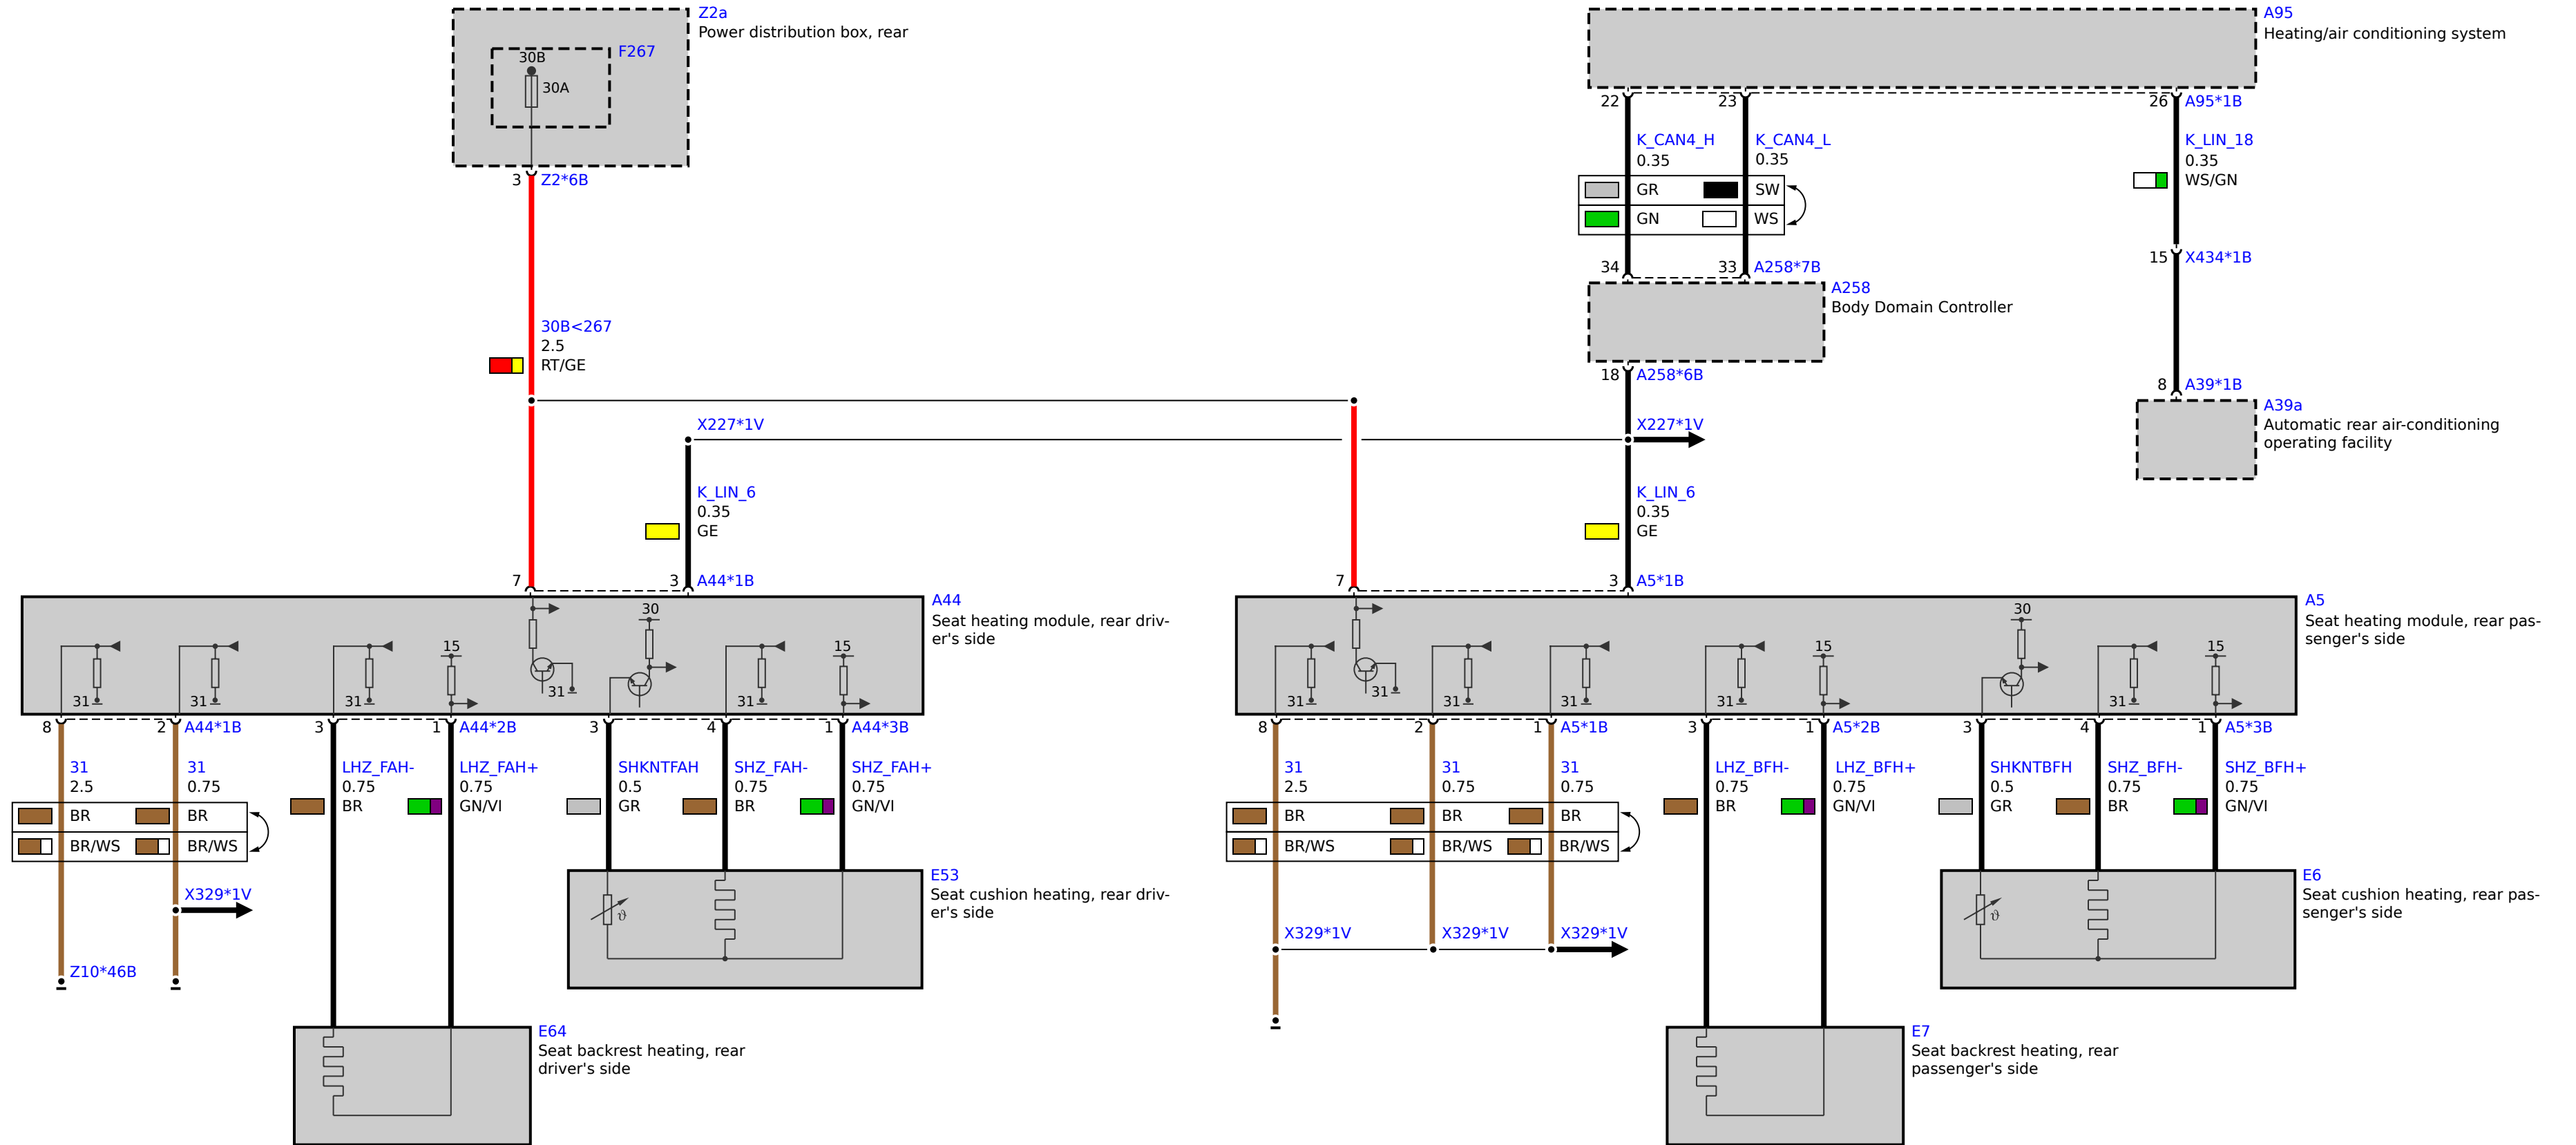 Z2a
Power distribution box, rear
F267
30B
30A
3 Z2*6B
30B<267
2.5
RT/GE
A95
Heating/air conditioning system
22 23 26 A95*1B
K_CAN4_H K_CAN4_L K_LIN_18
0.35 0.35 0.35
WS/GN
GR SW
GN WS
34 33 A258*7B
15 X434*1B
A258
Body Domain Controller
18 A258*6B
8 A39*1B
A39a
Automatic rear air-conditioning
operating facility
X227*1V X227*1V
K_LIN_6 K_LIN_6
0.35 0.35
GE GE
7 3 A44*1B
7 3 A5*1B
A44
Seat heating module, rear driv-
er's side
30
15 15
31 31 31 31 31
A5
Seat heating module, rear pas-
senger's side
30
15 15
31 31 31 31 31 31
8 2 A44*1B 3 1 A44*2B 3 4 1 A44*3B
31 31 LHZ_FAH- LHZ_FAH+ SHKNTFAH SHZ_FAH- SHZ_FAH+
2.5 0.75 0.75 0.75 0.5 0.75 0.75
BR GN/VI GR BR GN/VI
BR BR
BR/WS BR/WS
X329*1V
Z10*46B
E53
Seat cushion heating, rear driv-
er's side
ϑ
E64
Seat backrest heating, rear
driver's side
8 2 1 A5*1B 3 1 A5*2B 3 4 1 A5*3B
31 31 31 LHZ_BFH- LHZ_BFH+ SHKNTBFH SHZ_BFH- SHZ_BFH+
2.5 0.75 0.75 0.75 0.75 0.5 0.75 0.75
BR GN/VI GR BR GN/VI
BR BR BR
BR/WS BR/WS BR/WS
X329*1V X329*1V X329*1V
E6
Seat cushion heating, rear pas-
senger's side
ϑ
E7
Seat backrest heating, rear
passenger's side